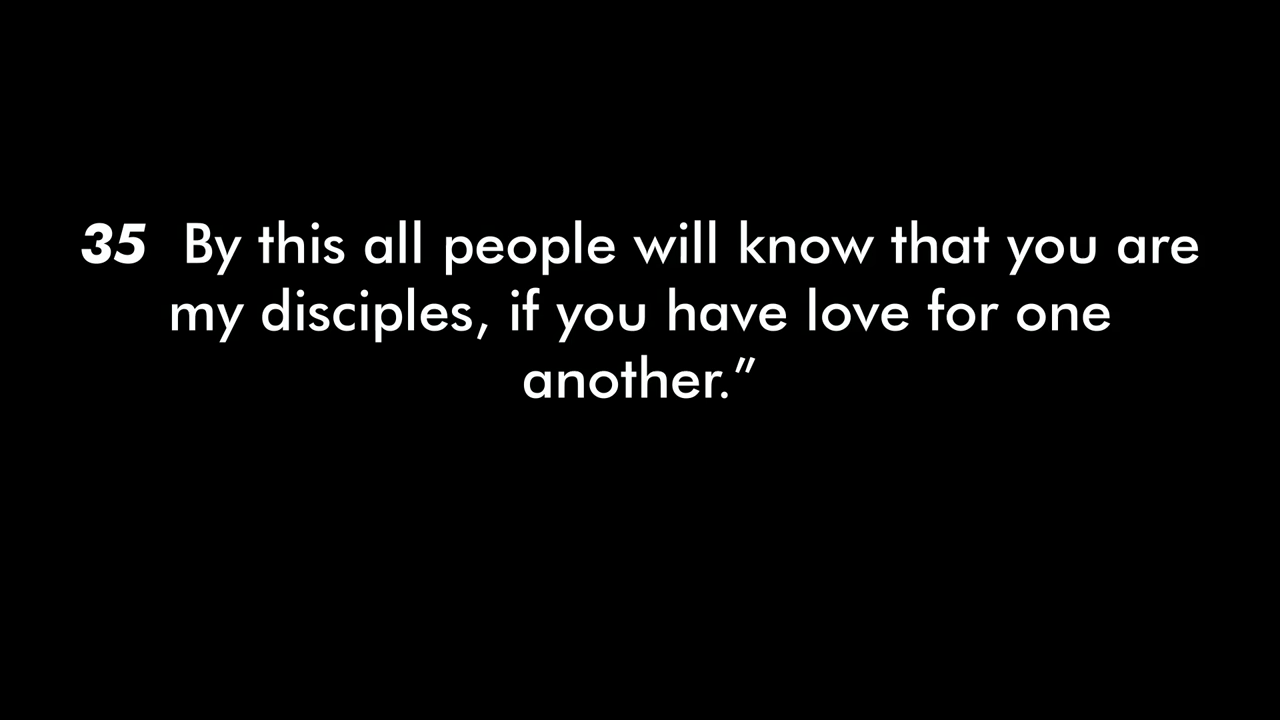 35 By this all people will know that you are
my disciples, if you have love for one
another.”